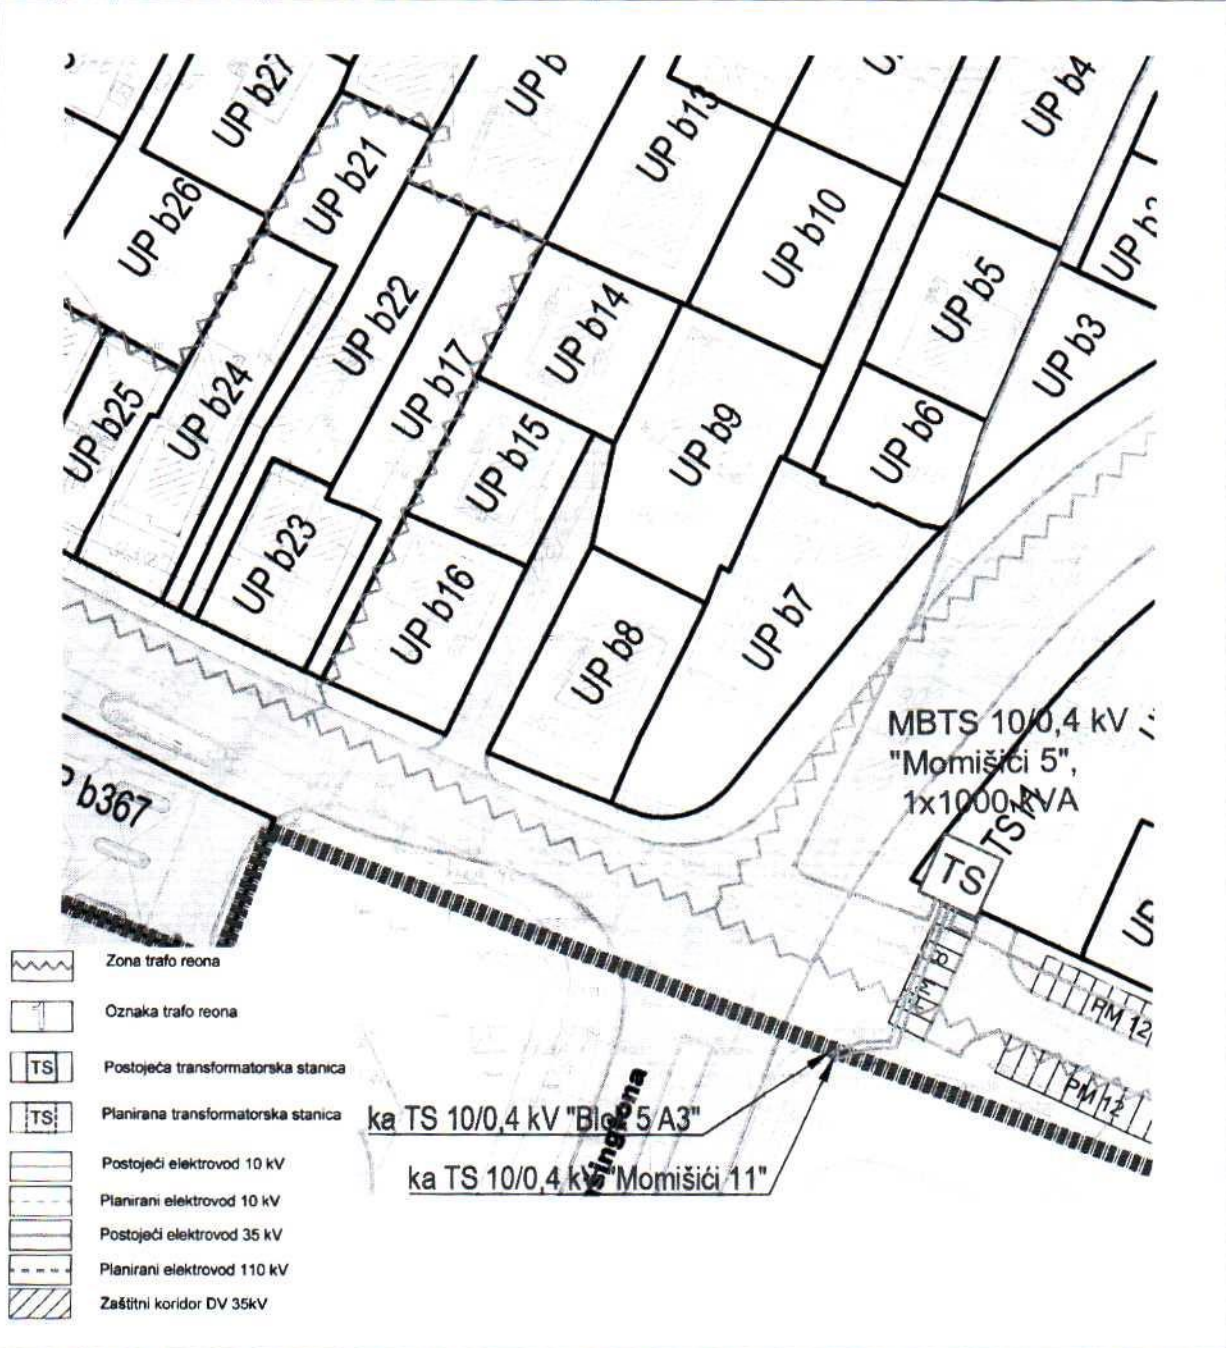 UP b27
UP b
UP b4
UP b13
UP b21
UP b26
UP b10
UP b5
UP b22
UP b14
UP b3
UP b17
UP b24
UP b25
UP b9
UP b6
UP b15
UP b23
UP b16
UP b8
UP b7
b367
MBTS 10/0,4 kV
"Momišići 5",
1x1000 kVA
TS
TS
UP
PM 12
PM 12
ka TS 10/0,4 kV "Blok 5 A3"
ka TS 10/0,4 kV "Momišići 11"
Zona trafo reona
1 Oznaka trafo reona
TS Postojeća transformatorska stanica
TS Planirana transformatorska stanica
Postojeći elektrovod 10 kV
Planirani elektrovod 10 kV
Postojeći elektrovod 35 kV
Planirani elektrovod 110 kV
Zaštitni koridor DV 35kV